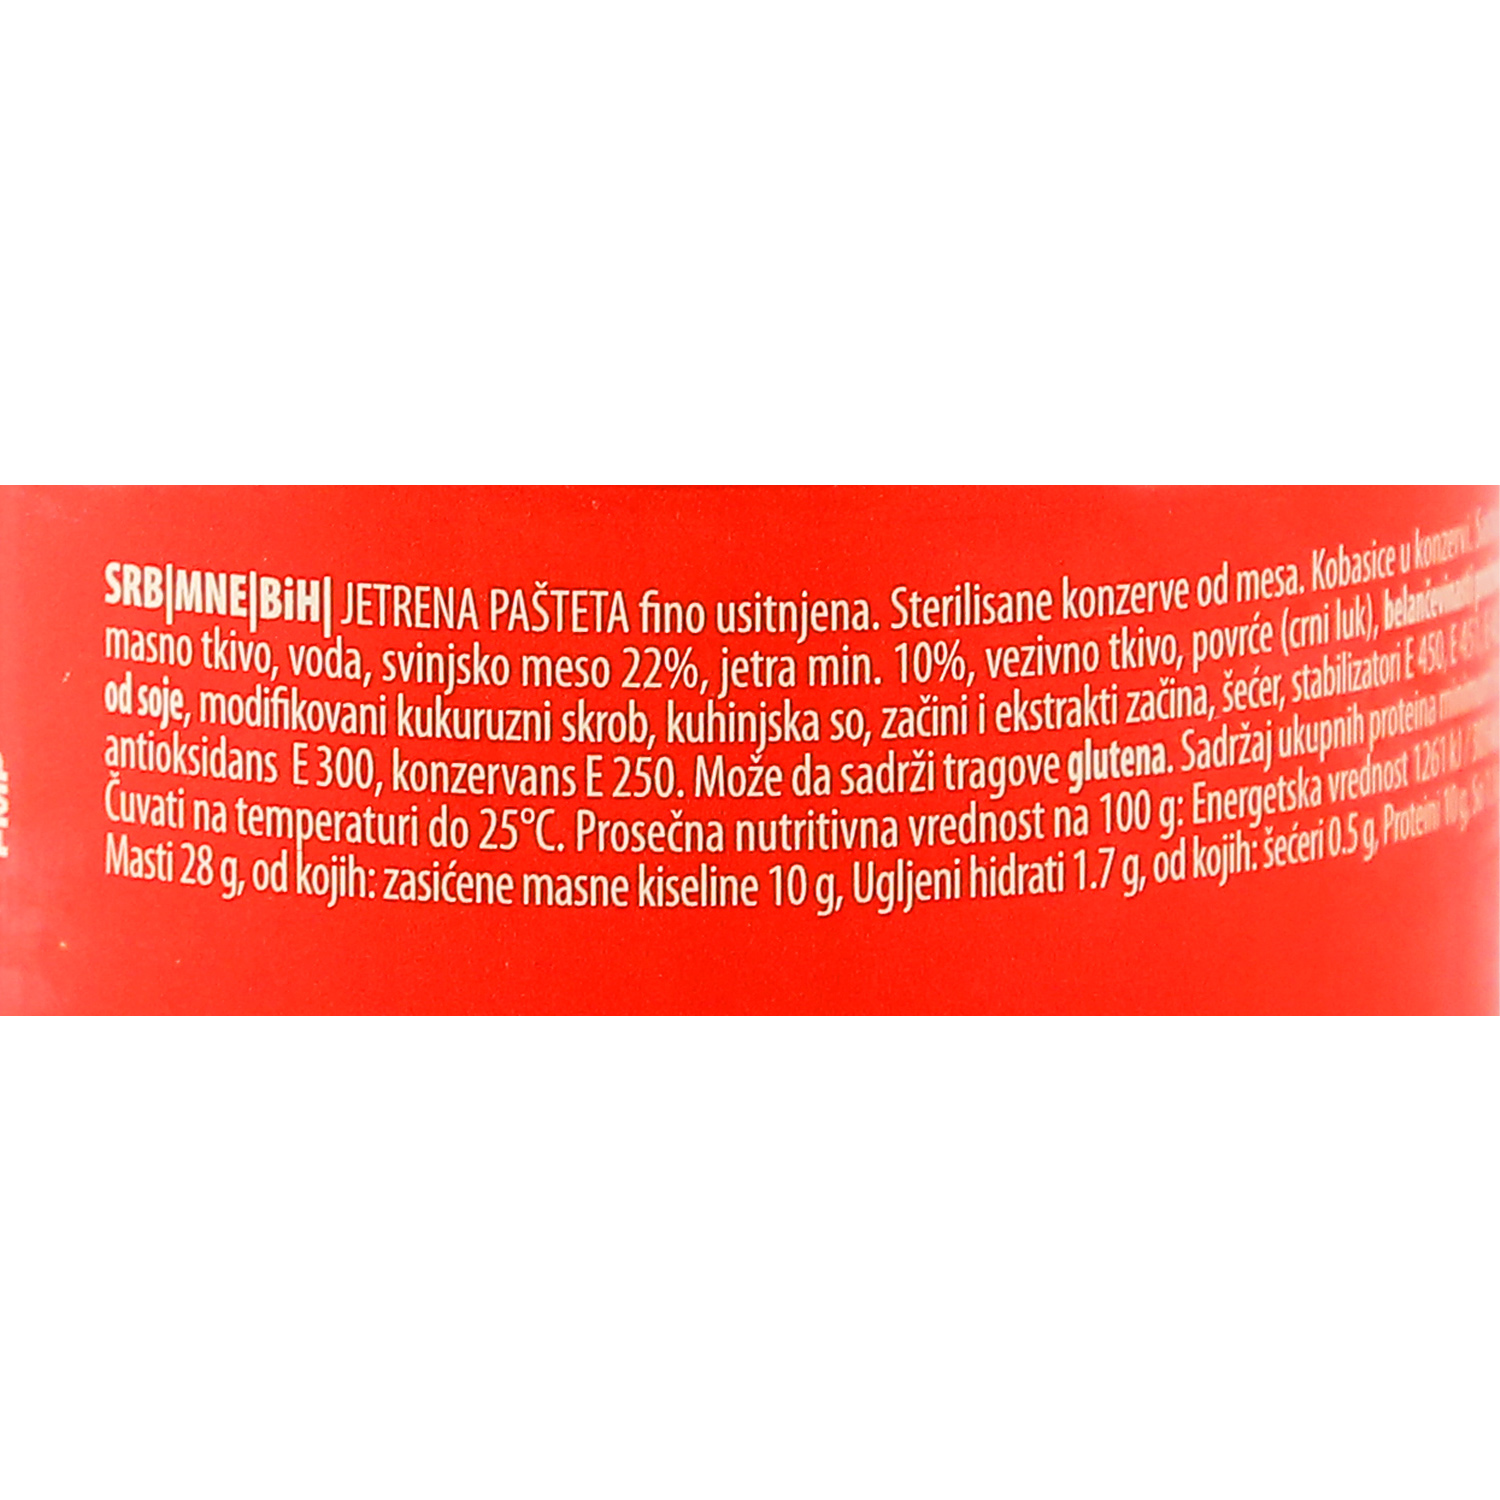 SRB|MNE|BiH| JETRENA PAŠTETA fino usitnjena. Sterilisane konzerve od mesa. Kobasice u konzervi.
masno tkivo, voda, svinjsko meso 22%, jetra min. 10%, vezivno tkivo, povrće (crni luk), belančevinasti
od soje, modifikovani kukuruzni skrob, kuhinjska so, začini i ekstrakti začina, šećer, stabilizatori E 450,
antioksidans E 300, konzervans E 250. Može da sadrži tragove glutena. Sadržaj ukupnih proteina
Čuvati na temperaturi do 25°C. Prosečna nutritivna vrednost na 100 g: Energetska vrednost 1261 kJ /
Masti 28 g, od kojih: zasićene masne kiseline 10 g, Ugljeni hidrati 1.7 g, od kojih: šećeri 0.5 g, Proteini 10 g,